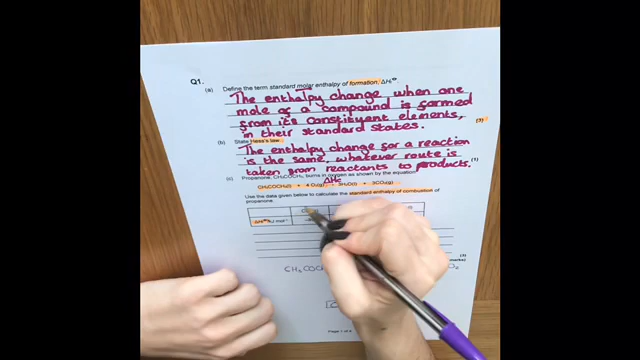 Q1.
(a) Define the term standard molar enthalpy of formation, ΔHf⊖
The enthalpy change when one
mole of a compound is formed
from its constituent elements,
in their standard states.
(3)
(b) State Hess's law.
The enthalpy change for a reaction
is the same, whatever route is
taken from reactants to products.
(1)
(c) Propanone, CH3COCH3, burns in oxygen as shown by the equation
ΔHc
CH3COCH3(l) + 4 O2(g) → 3H2O(l) + 3CO2(g)
Use the data given below to calculate the standard enthalpy of combustion of
propanone.
ΔHf⊖/kJ mol⁻¹
(3)
marks)
Page 1 of